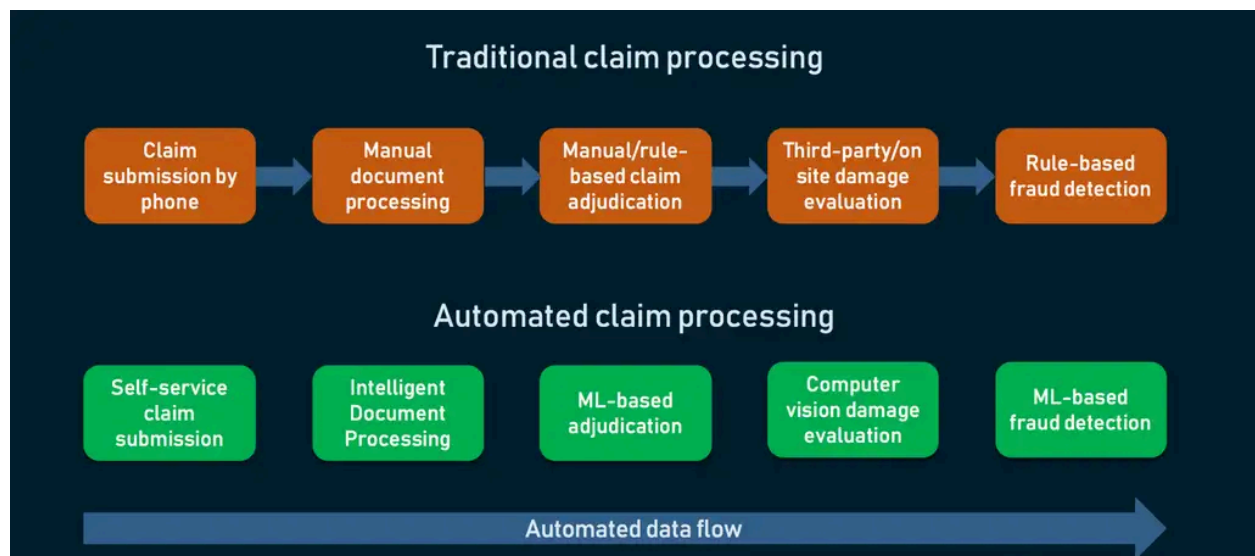 Traditional claim processing
Claim
submission by
phone
Manual
document
processing
Manual/rule-
based claim
adjudication
Third-party/on
site damage
evaluation
Rule-based
fraud detection
Automated claim processing
Self-service
claim
submission
Intelligent
Document
Processing
ML-based
adjudication
Computer
vision damage
evaluation
ML-based
fraud detection
Automated data flow